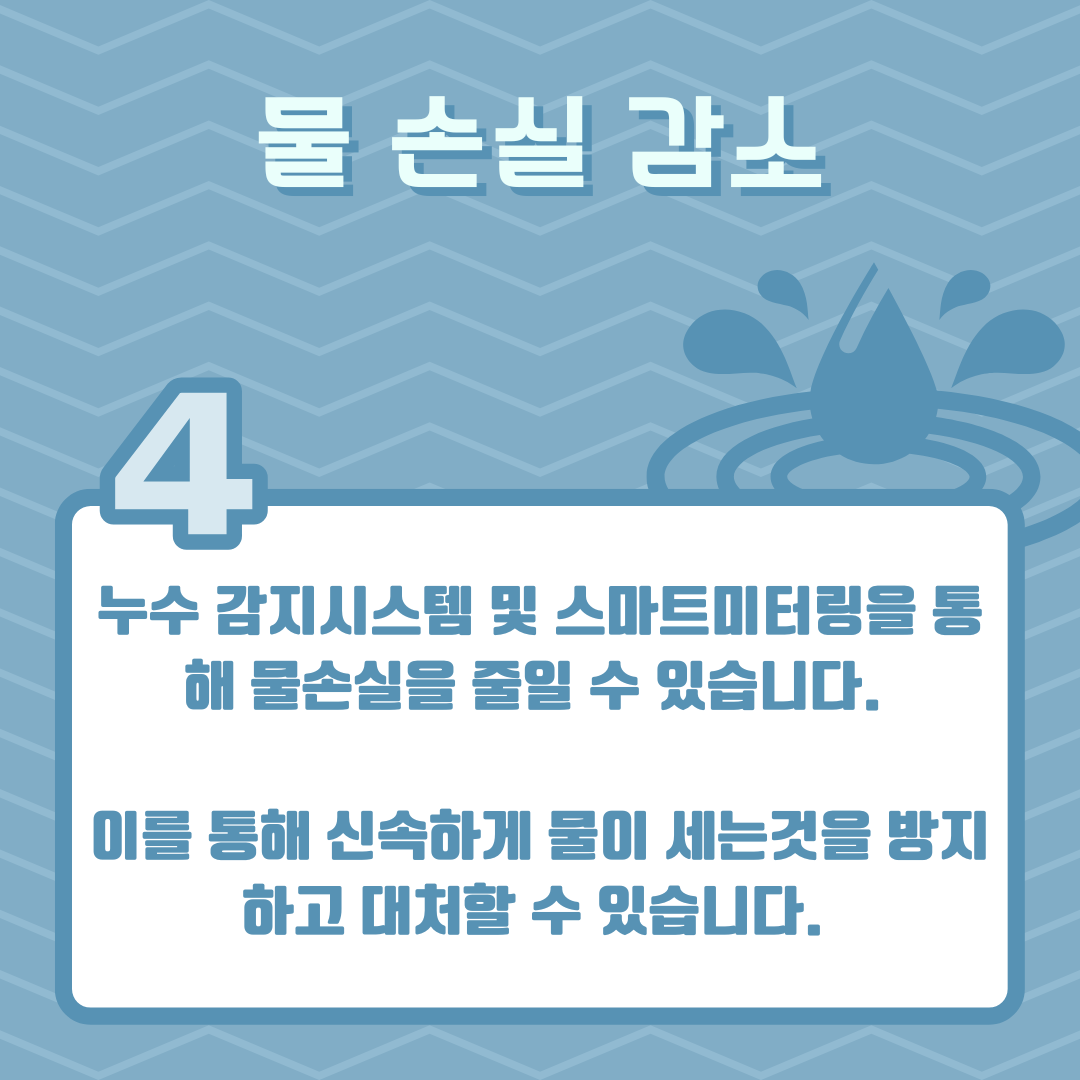 물 손실 감소
4
누수 감지시스템 및 스마트미터링을 통
해 물손실을 줄일 수 있습니다.
이를 통해 신속하게 물이 세는것을 방지
하고 대처할 수 있습니다.